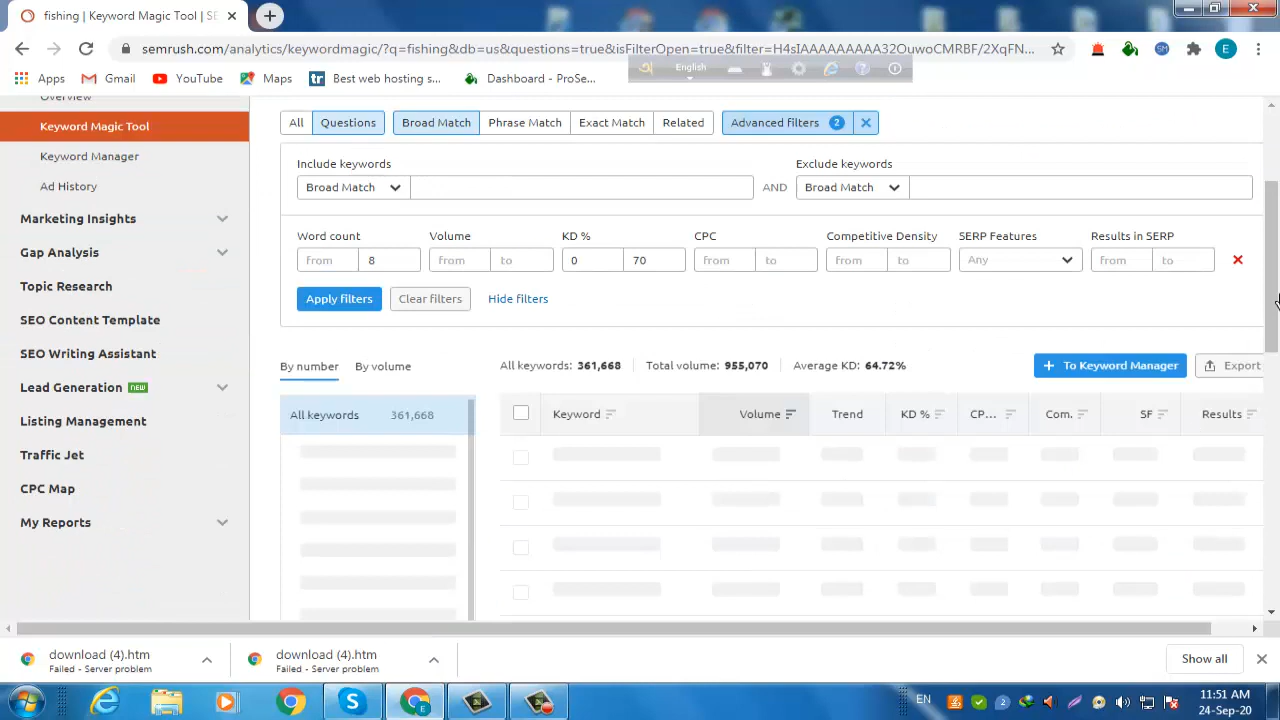 fishing | Keyword Magic Tool | SE
semrush.com/analytics/keywordmagic/?q=fishing&db=us&questions=true&isFilterOpen=true&filter=H4sIAAAAAAAA32OuwoCMRBF/2XqFN...
E
Apps
Gmail
YouTube
Maps
tr
Best web hosting s...
Dashboard - ProSe...
English
Overview
Keyword Magic Tool
Keyword Manager
Ad History
Marketing Insights
Gap Analysis
Topic Research
SEO Content Template
SEO Writing Assistant
Lead Generation NEW
Listing Management
Traffic Jet
CPC Map
My Reports
All Questions Broad Match Phrase Match Exact Match Related Advanced filters 2
Include keywords
Exclude keywords
Broad Match
AND
Broad Match
Word count Volume KD % CPC Competitive Density SERP Features Results in SERP
from 8 from to 0 70 from to from to Any from to
Apply filters Clear filters Hide filters
By number By volume
All keywords: 361,668 Total volume: 955,070 Average KD: 64.72%
+ To Keyword Manager
Export
All keywords 361,668
Keyword Volume Trend KD % CP... Com. SF Results
download (4).htm
Failed - Server problem
download (4).htm
Failed - Server problem
Show all
EN
11:51 AM
24-Sep-20